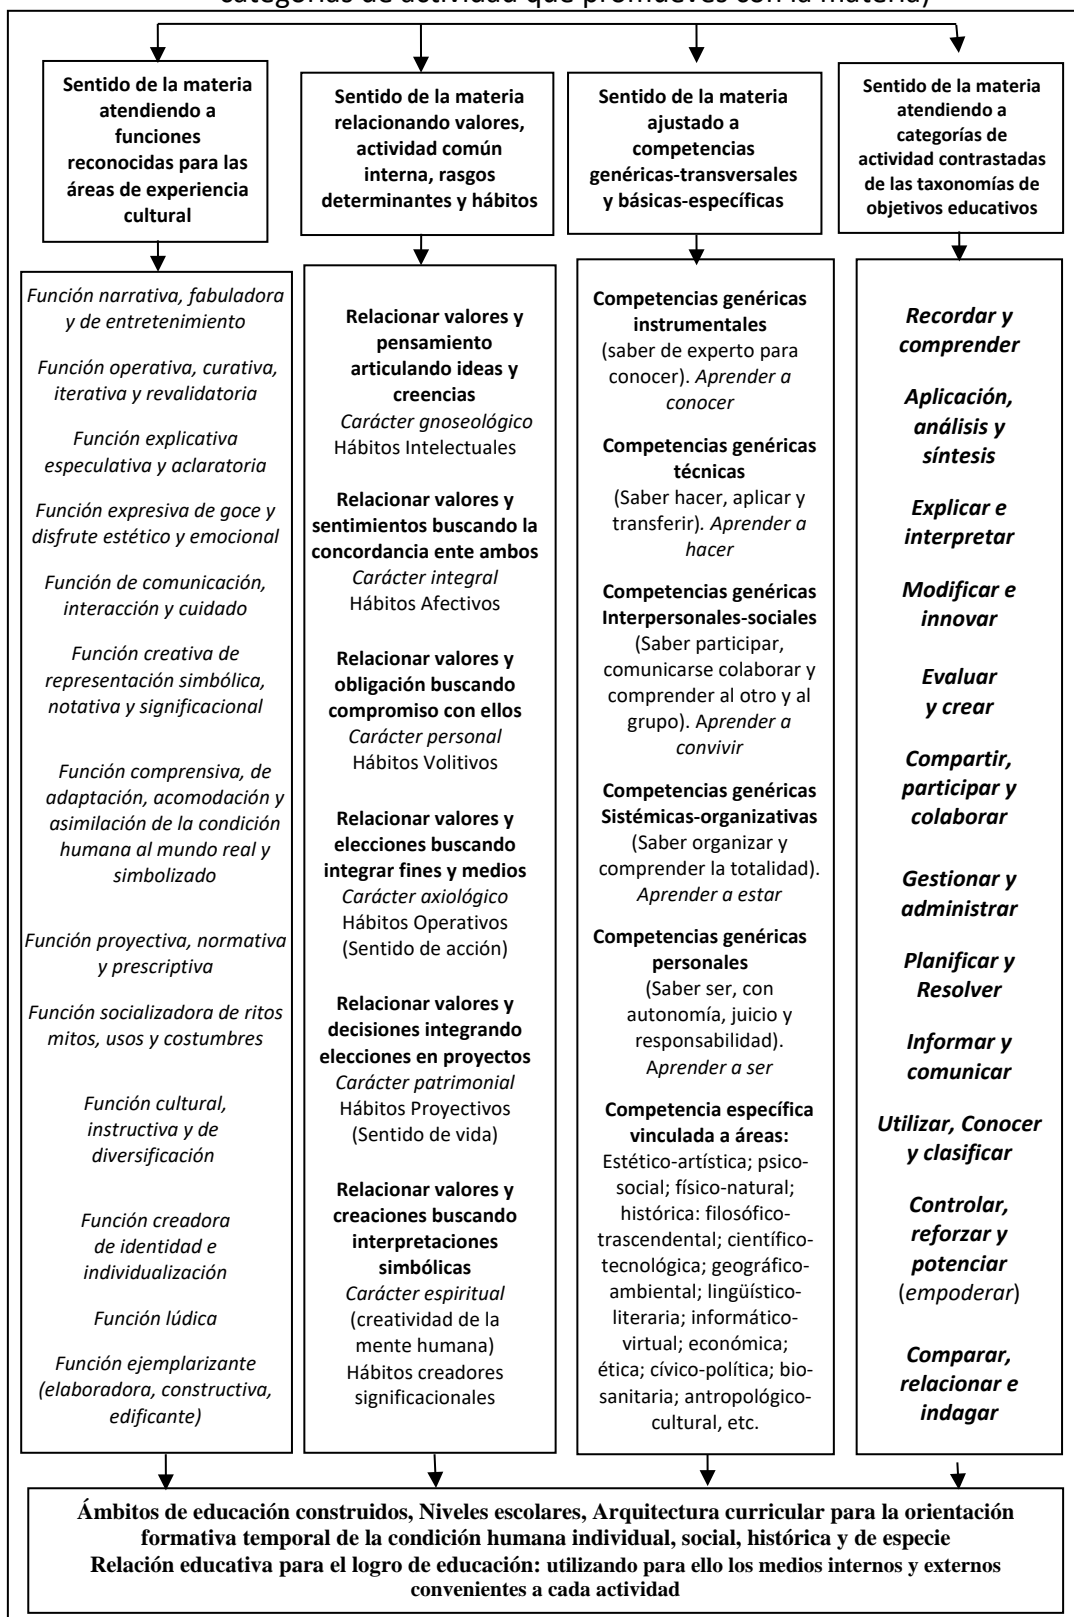 categorías de actividad que promueves con la materia)
Sentido de la materia
atendiendo a
funciones
reconocidas para las
áreas de experiencia
cultural
Sentido de la materia
relacionando valores,
actividad común
interna, rasgos
determinantes y hábitos
Sentido de la materia
ajustado a
competencias
genéricas-transversales
y básicas-específicas
Sentido de la materia
atendiendo a
categorías de
actividad contrastadas
de las taxonomías de
objetivos educativos
Función narrativa, fabuladora
y de entretenimiento
Función operativa, curativa,
iterativa y revalidatoria
Función explicativa
especulativa y aclaratoria
Función expresiva de goce y
disfrute estético y emocional
Función de comunicación,
interacción y cuidado
Función creativa de
representación simbólica,
notativa y significacional
Función comprensiva, de
adaptación, acomodación y
asimilación de la condición
humana al mundo real y
simbolizado
Función proyectiva, normativa
y prescriptiva
Función socializadora de ritos
mitos, usos y costumbres
Función cultural,
instructiva y de
diversificación
Función creadora
de identidad e
individualización
Función lúdica
Función ejemplarizante
(elaboradora, constructiva,
edificante)
Relacionar valores y
pensamiento
articulando ideas y
creencias
Carácter gnoseológico
Hábitos Intelectuales
Relacionar valores y
sentimientos buscando la
concordancia ente ambos
Carácter integral
Hábitos Afectivos
Relacionar valores y
obligación buscando
compromiso con ellos
Carácter personal
Hábitos Volitivos
Relacionar valores y
elecciones buscando
integrar fines y medios
Carácter axiológico
Hábitos Operativos
(Sentido de acción)
Relacionar valores y
decisiones integrando
elecciones en proyectos
Carácter patrimonial
Hábitos Proyectivos
(Sentido de vida)
Relacionar valores y
creaciones buscando
interpretaciones
simbólicas
Carácter espiritual
(creatividad de la
mente humana)
Hábitos creadores
significacionales
Competencias genéricas
instrumentales
(saber de experto para
conocer). Aprender a
conocer
Competencias genéricas
técnicas
(Saber hacer, aplicar y
transferir). Aprender a
hacer
Competencias genéricas
Interpersonales-sociales
(Saber participar,
comunicarse colaborar y
comprender al otro y al
grupo). Aprender a
convivir
Competencias genéricas
Sistémicas-organizativas
(Saber organizar y
comprender la totalidad).
Aprender a estar
Competencias genéricas
personales
(Saber ser, con
autonomía, juicio y
responsabilidad).
Aprender a ser
Competencia específica
vinculada a áreas:
Estético-artística; psico-
social; físico-natural;
histórica: filosófico-
trascendental; científico-
tecnológica; geográfico-
ambiental; lingüístico-
literaria; informático-
virtual; económica;
ética; cívico-política; bio-
sanitaria; antropológico-
cultural, etc.
Recordar y
comprender
Aplicación,
análisis y
síntesis
Explicar e
interpretar
Modificar e
innovar
Evaluar
y crear
Compartir,
participar y
colaborar
Gestionar y
administrar
Planificar y
Resolver
Informar y
comunicar
Utilizar, Conocer
y clasificar
Controlar,
reforzar y
potenciar
(empoderar)
Comparar,
relacionar e
indagar
Ámbitos de educación construidos, Niveles escolares, Arquitectura curricular para la orientación
formativa temporal de la condición humana individual, social, histórica y de especie
Relación educativa para el logro de educación: utilizando para ello los medios internos y externos
convenientes a cada actividad